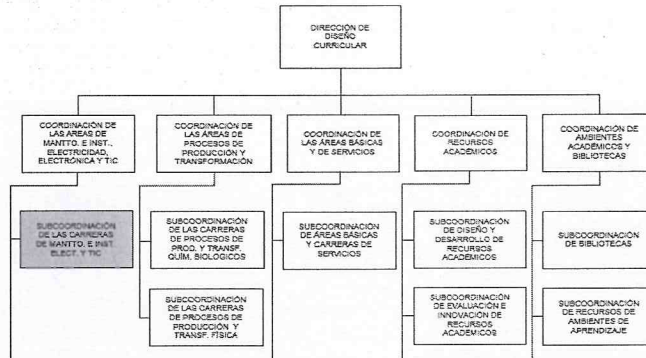 DIRECCIÓN DE
DISEÑO
CURRICULAR
COORDINACIÓN DE
LAS AREAS DE
MANTTO. E INST.,
ELECTRICIDAD,
ELECTRÓNICA Y TIC
COORDINACIÓN DE
LAS ÁREAS DE
PROCESOS DE
PRODUCCIÓN Y
TRANSFORMACIÓN
COORDINACIÓN DE
LAS ÁREAS BÁSICAS
Y DE SERVICIOS
COORDINACIÓN DE
RECURSOS
ACADÉMICOS
COORDINACIÓN DE
AMBIENTES
ACADÉMICOS Y
BIBLIOTECAS
SUBCOORDINACIÓN
DE LAS CARRERAS
DE MANTTO. E INST.
ELECT. Y TIC
SUBCOORDINACIÓN
DE LAS CARRERAS
DE PROCESOS DE
PROD. Y TRANSF.
QUÍM. BIOLOGICOS
SUBCOORDINACIÓN
DE ÁREAS BÁSICAS Y
CARRERAS DE
SERVICIOS
SUBCOORDINACIÓN
DE DISEÑO Y
DESARROLLO DE
RECURSOS
ACADÉMICOS
SUBCOORDINACIÓN
DE BIBLIOTECAS
SUBCOORDINACIÓN
DE LAS CARRERAS
DE PROCESOS DE
PRODUCCIÓN Y
TRANSF. FÍSICA
SUBCOORDINACIÓN
DE EVALUACIÓN E
INNOVACIÓN DE
RECURSOS
ACADÉMICOS
SUBCOORDINACIÓN
DE RECURSOS DE
AMBIENTES DE
APRENDIZAJE